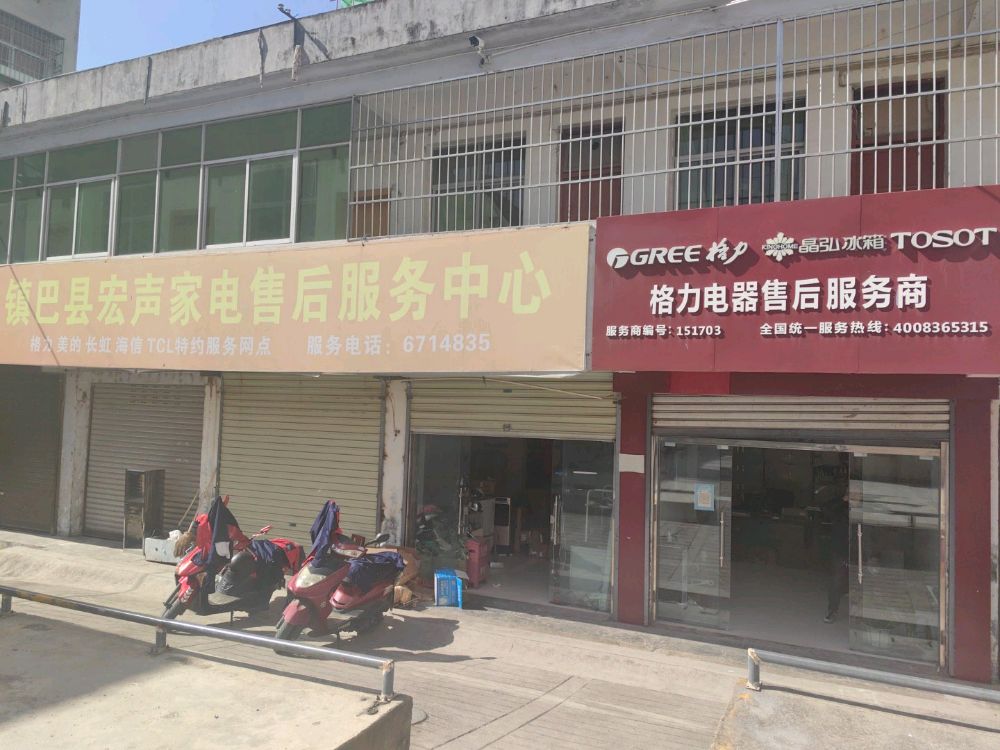 镇巴县宏声家电售后服务中心
格力 美的 长虹 海信 TCL特约服务网点 服务电话：6714835
GREE 格力 KINGHOME 晶弘冰箱 TOSOT
格力电器售后服务商
服务商编号：151703 全国统一服务热线：4008365315